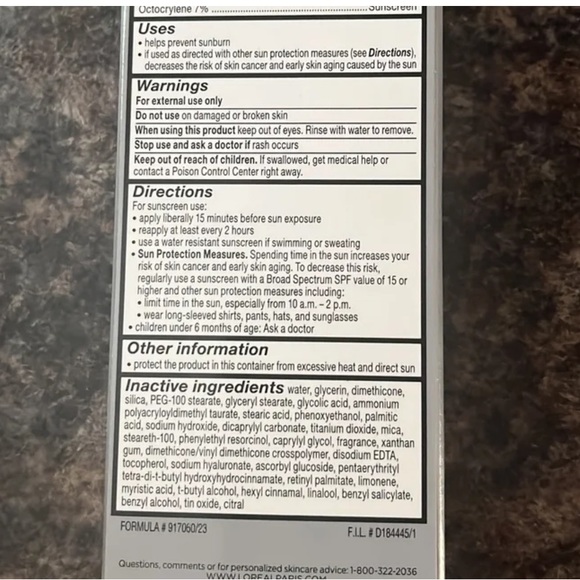 Octocrylene 7% ........ Sunscreen
Uses
• helps prevent sunburn
• if used as directed with other sun protection measures (see Directions),
decreases the risk of skin cancer and early skin aging caused by the sun
Warnings
For external use only
Do not use on damaged or broken skin
When using this product keep out of eyes. Rinse with water to remove.
Stop use and ask a doctor if rash occurs
Keep out of reach of children. If swallowed, get medical help or
contact a Poison Control Center right away.
Directions
For sunscreen use:
• apply liberally 15 minutes before sun exposure
• reapply at least every 2 hours
• use a water resistant sunscreen if swimming or sweating
• Sun Protection Measures. Spending time in the sun increases your
risk of skin cancer and early skin aging. To decrease this risk,
regularly use a sunscreen with a Broad Spectrum SPF value of 15 or
higher and other sun protection measures including:
• limit time in the sun, especially from 10 a.m. – 2 p.m.
• wear long-sleeved shirts, pants, hats, and sunglasses
• children under 6 months of age: Ask a doctor
Other information
• protect the product in this container from excessive heat and direct sun
Inactive ingredients water, glycerin, dimethicone,
silica, PEG-100 stearate, glyceryl stearate, glycolic acid, ammonium
polyacryloyldimethyl taurate, stearic acid, phenoxyethanol, palmitic
acid, sodium hydroxide, dicaprylyl carbonate, titanium dioxide, mica,
steareth-100, phenylethyl resorcinol, caprylyl glycol, fragrance, xanthan
gum, dimethicone/vinyl dimethicone crosspolymer, disodium EDTA,
tocopherol, sodium hyaluronate, ascorbyl glucoside, pentaerythrityl
tetra-di-t-butyl hydroxyhydrocinnamate, retinyl palmitate, limonene,
myristic acid, t-butyl alcohol, hexyl cinnamal, linalool, benzyl salicylate,
benzyl alcohol, tin oxide, citral
FORMULA # 917060/23 F.I.L. # D184445/1
Questions, comments or for personalized skincare advice: 1-800-322-2036
WWW.LOREALPARIS.COM